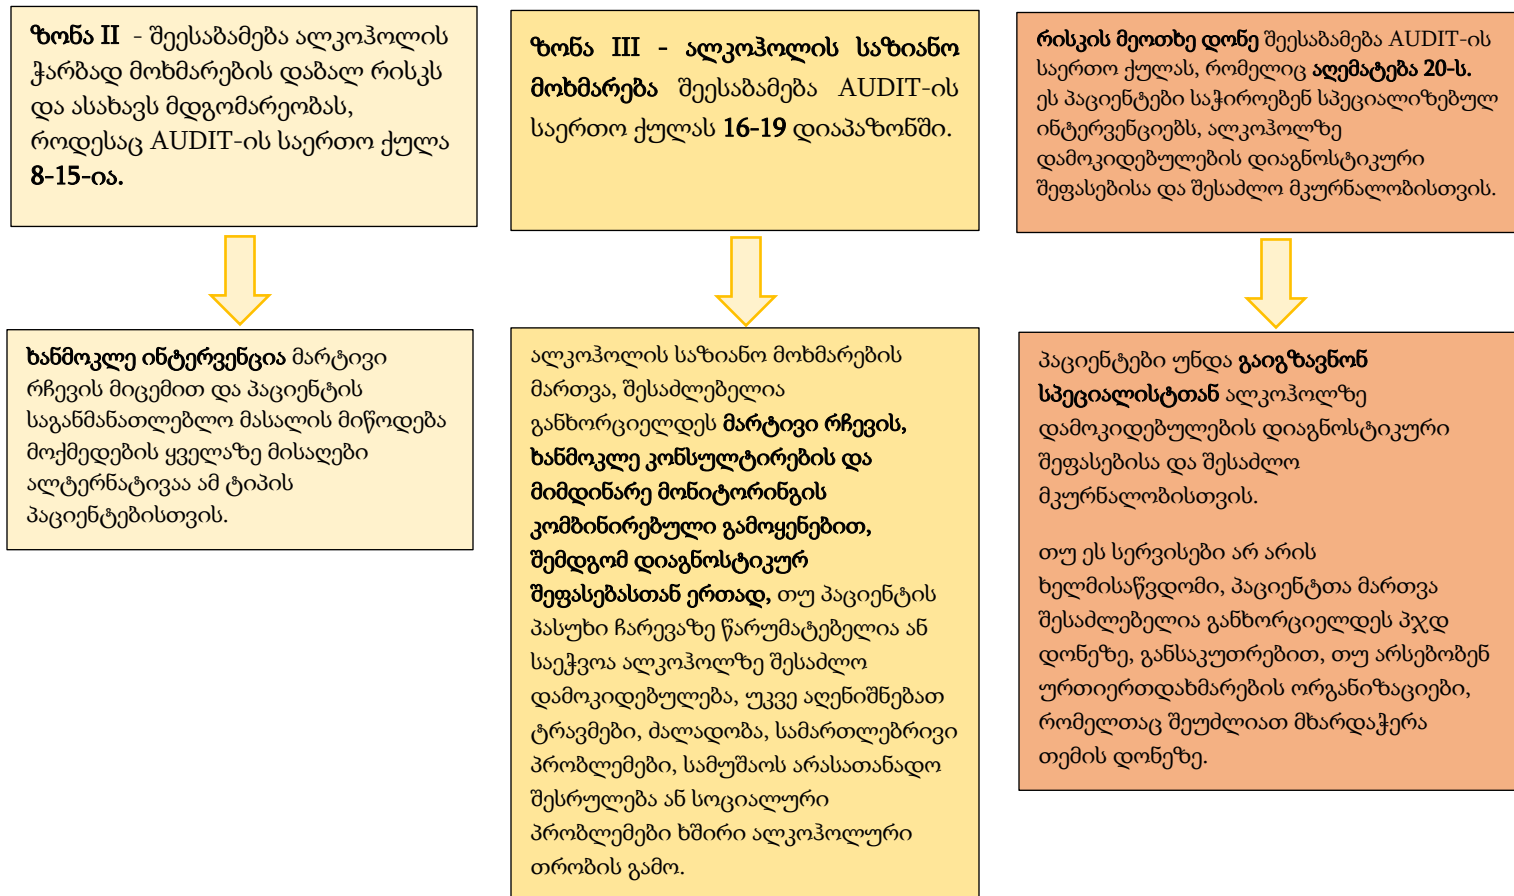 ზონა II - შეესაბამება ალკოჰოლის
ჭარბად მოხმარების დაბალ რისკს
და ასახავს მდგომარეობას,
როდესაც AUDIT-ის საერთო ქულა
8-15-ია.
ხანმოკლე ინტერვენცია მარტივი
რჩევის მიცემით და პაციენტის
საგანმანათლებლო მასალის მიწოდება
მოქმედების ყველაზე მისაღები
ალტერნატივაა ამ ტიპის
პაციენტებისთვის.
ზონა III - ალკოჰოლის საზიანო
მოხმარება შეესაბამება AUDIT-ის
საერთო ქულას 16-19 დიაპაზონში.
ალკოჰოლის საზიანო მოხმარების
მართვა, შესაძლებელია
განხორციელდეს მარტივი რჩევის,
ხანმოკლე კონსულტირების და
მიმდინარე მონიტორინგის
კომბინირებული გამოყენებით,
შემდგომ დიაგნოსტიკურ
შეფასებასთან ერთად, თუ პაციენტის
პასუხი ჩარევაზე წარუმატებელია ან
საეჭვოა ალკოჰოლზე შესაძლო
დამოკიდებულება, უკვე აღენიშნებათ
ტრავმები, ძალადობა, სამართლებრივი
პრობლემები, სამუშაოს არასათანადო
შესრულება ან სოციალური
პრობლემები ხშირი ალკოჰოლური
თრობის გამო.
რისკის მეოთხე დონე შეესაბამება AUDIT-ის
საერთო ქულას, რომელიც აღემატება 20-ს.
ეს პაციენტები საჭიროებენ სპეციალიზებულ
ინტერვენციებს, ალკოჰოლზე
დამოკიდებულების დიაგნოსტიკური
შეფასებისა და შესაძლო მკურნალობისთვის.
პაციენტები უნდა გაიგზავნონ
სპეციალისტთან ალკოჰოლზე
დამოკიდებულების დიაგნოსტიკური
შეფასებისა და შესაძლო
მკურნალობისთვის.
თუ ეს სერვისები არ არის
ხელმისაწვდომი, პაციენტთა მართვა
შესაძლებელია განხორციელდეს პჯდ
დონეზე, განსაკუთრებით, თუ არსებობენ
ურთიერთდახმარების ორგანიზაციები,
რომელთაც შეუძლიათ მხარდაჭერა
თემის დონეზე.